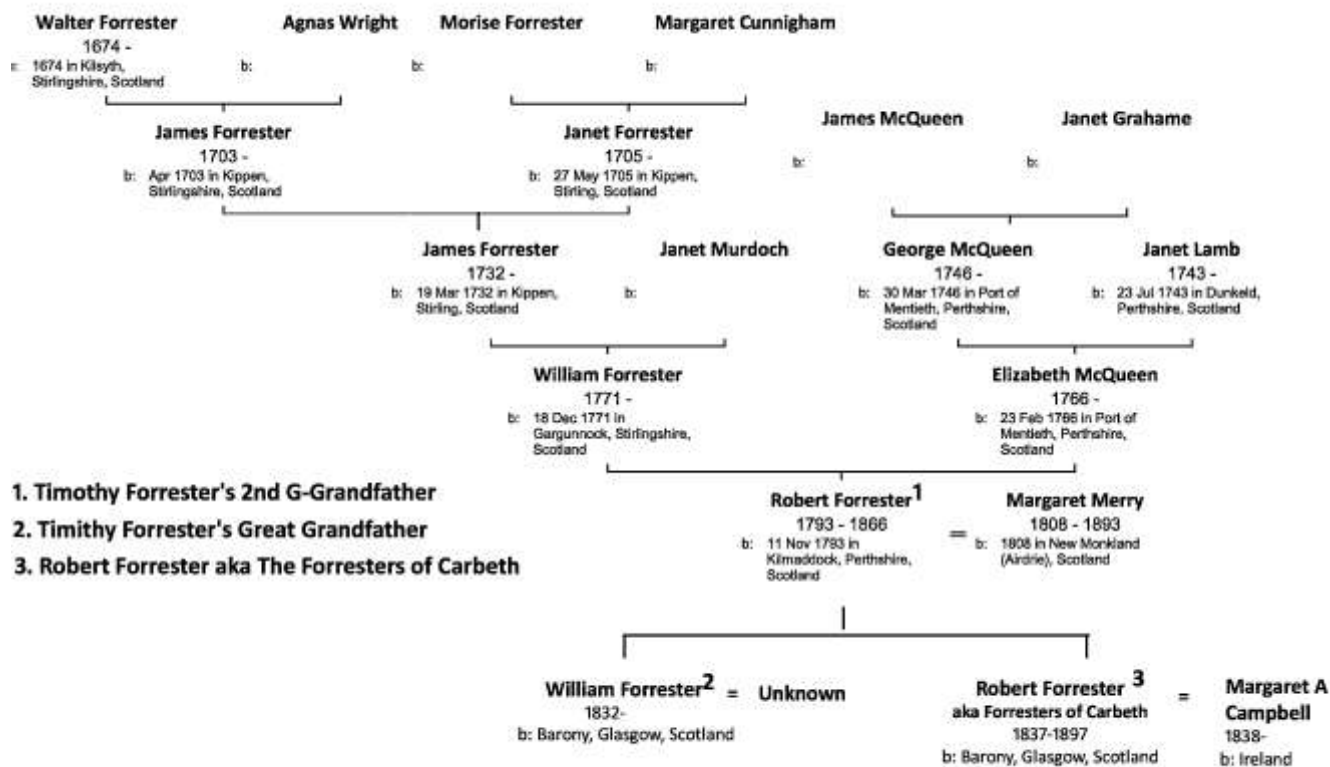 Walter Forrester
1674 -
1674 in Kilsyth,
Stirlingshire, Scotland
Agnas Wright
b:
Morise Forrester
b:
Margaret Cunnigham
b:
James Forrester
1703 -
b: Apr 1703 in Kippen,
Stirlingshire, Scotland
Janet Forrester
1705 -
b: 27 May 1705 in Kippen,
Stirling, Scotland
James McQueen
b:
Janet Grahame
b:
James Forrester
1732 -
b: 19 Mar 1732 in Kippen,
Stirling, Scotland
Janet Murdoch
b:
George McQueen
1746 -
b: 30 Mar 1746 in Port of
Mentieth, Perthshire,
Scotland
Janet Lamb
1743 -
b: 23 Jul 1743 in Dunkeld,
Perthshire, Scotland
William Forrester
1771 -
b: 18 Dec 1771 in
Gargunnock, Stirlingshire,
Scotland
Elizabeth McQueen
1766 -
b: 23 Feb 1766 in Port of
Mentieth, Perthshire,
Scotland
1. Timothy Forrester's 2nd G-Grandfather
2. Timithy Forrester's Great Grandfather
3. Robert Forrester aka The Forresters of Carbeth
Robert Forrester 1
1793 - 1866
b: 11 Nov 1793 in
Kilmaddock, Perthshire,
Scotland
=
Margaret Merry
1808 - 1893
b: 1808 in New Monkland
(Airdrie), Scotland
William Forrester 2 = Unknown
1832-
b: Barony, Glasgow, Scotland
Robert Forrester 3
aka Forresters of Carbeth
1837-1897
b: Barony, Glasgow, Scotland
=
Margaret A
Campbell
1838-
b: Ireland